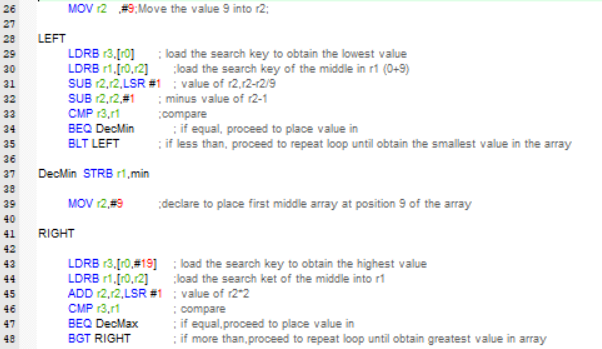 26 MOV r2 ,#9;Move the value 9 into r2;
27
28 LEFT
29 LDRB r3,[r0] ; load the search key to obtain the lowest value
30 LDRB r1,[r0,r2] ;load the search key of the middle in r1 (0+9)
31 SUB r2,r2,LSR #1 ; value of r2,r2-r2/9
32 SUB r2,r2,#1 ; minus value of r2-1
33 CMP r3,r1 ;compare
34 BEQ DecMin ; if equal, proceed to place value in
35 BLT LEFT ; if less than, proceed to repeat loop until obtain the smallest value in the array
36
37 DecMin STRB r1,min
38
39 MOV r2,#9 ;declare to place first middle array at position 9 of the array
40
41 RIGHT
42
43 LDRB r3,[r0,#19] ; load the search key to obtain the highest value
44 LDRB r1,[r0,r2] ;load the search ket of the middle into r1
45 ADD r2,r2,LSR #1 ; value of r2*2
46 CMP r3,r1 ; compare
47 BEQ DecMax ; if equal,proceed to place value in
48 BGT RIGHT ; if more than,proceed to repeat loop until obtain greatest value in array